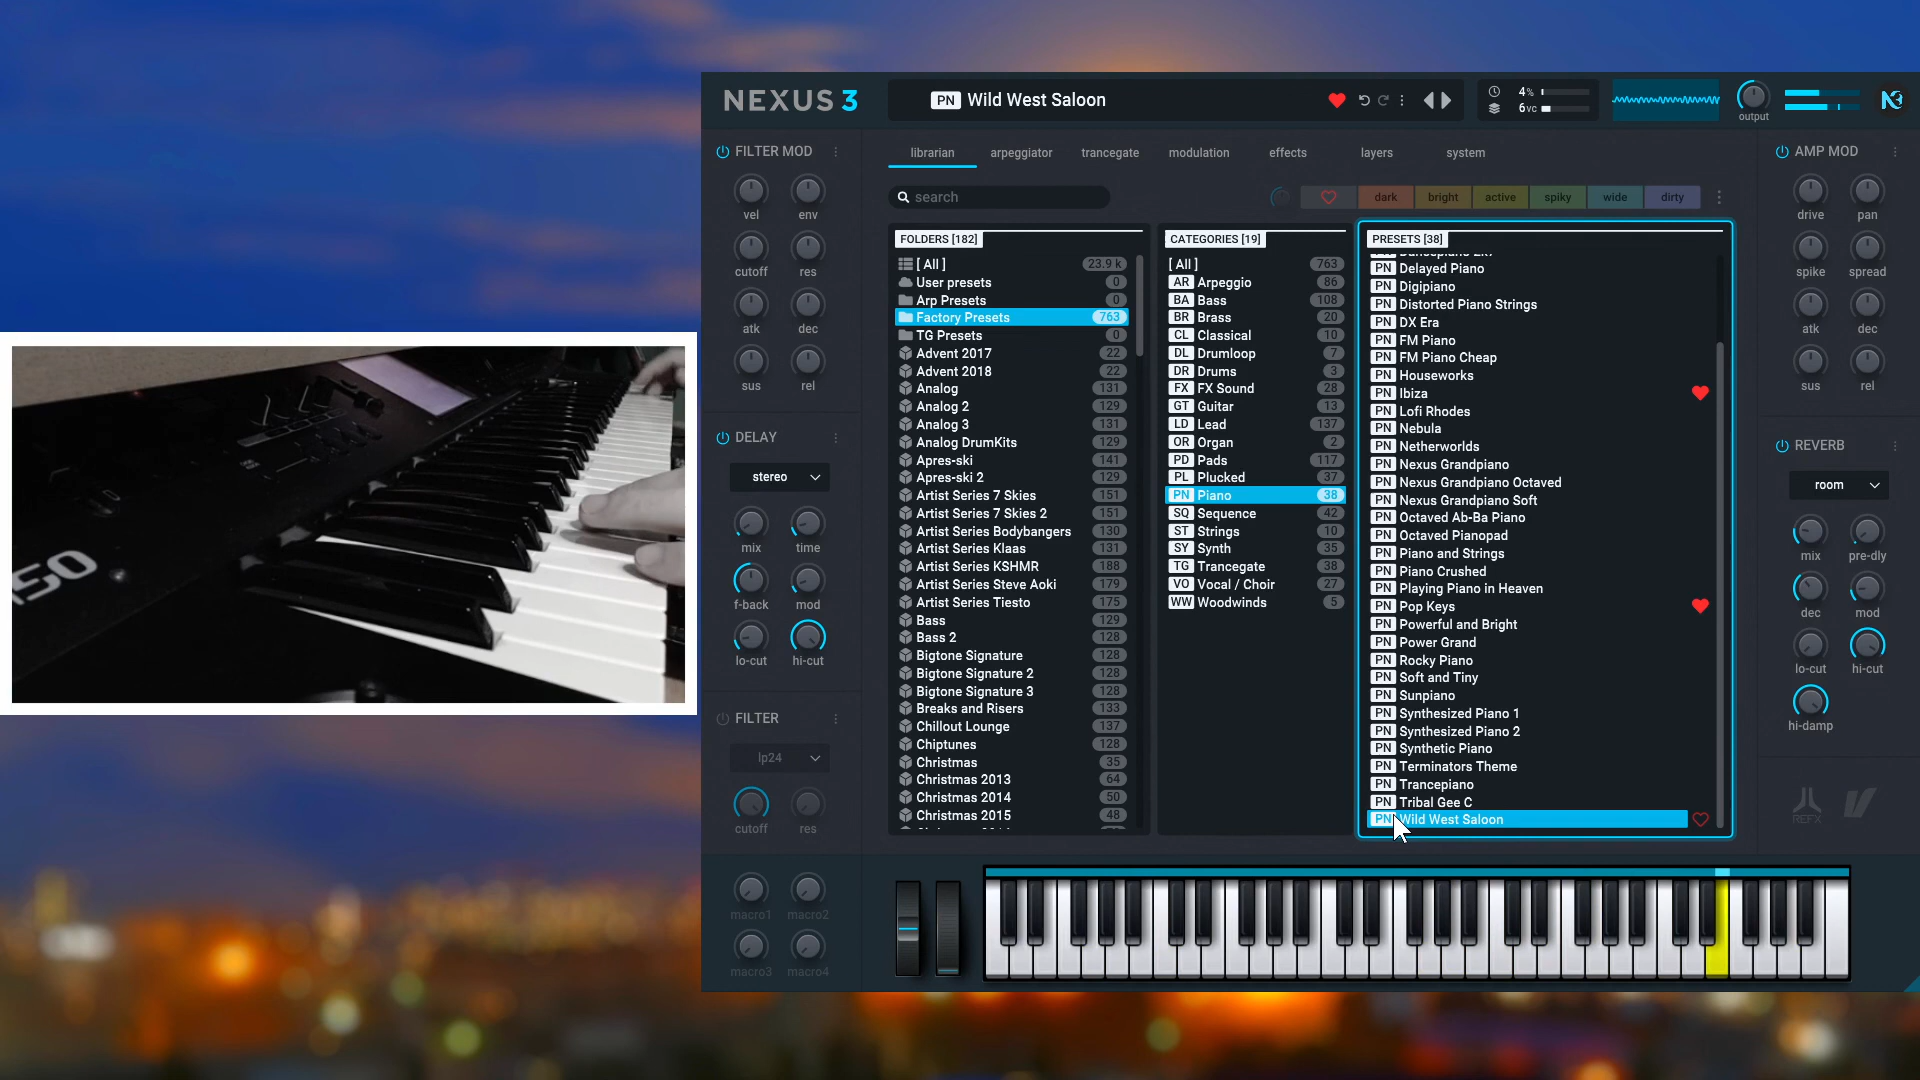 NEXUS 3
PN Wild West Saloon
4%
6vc
output
librarian
arpeggiator
trancegate
modulation
effects
layers
system
search
dark
bright
active
spiky
wide
dirty
FILTER MOD
vel
env
cutoff
res
atk
dec
sus
rel
DELAY
stereo
mix
time
f-back
mod
lo-cut
hi-cut
FILTER
lp24
cutoff
res
macro1
macro2
macro3
macro4
FOLDERS [182]
[ All ] 23.9 k
User presets 0
Arp Presets 0
Factory Presets 763
TG Presets 0
Advent 2017 22
Advent 2018 22
Analog 131
Analog 2 129
Analog 3 131
Analog DrumKits 129
Apres-ski 141
Apres-ski 2 129
Artist Series 7 Skies 151
Artist Series 7 Skies 2 151
Artist Series Bodybangers 130
Artist Series Klaas 131
Artist Series KSHMR 188
Artist Series Steve Aoki 179
Artist Series Tiesto 175
Bass 129
Bass 2 128
Bigtone Signature 128
Bigtone Signature 2 128
Bigtone Signature 3 128
Breaks and Risers 133
Chillout Lounge 137
Chiptunes 128
Christmas 35
Christmas 2013 64
Christmas 2014 50
Christmas 2015 48
CATEGORIES [19]
[ All ] 763
AR Arpeggio 86
BA Bass 108
BR Brass 20
CL Classical 10
DL Drumloop 7
DR Drums 3
FX FX Sound 28
GT Guitar 13
LD Lead 137
OR Organ 2
PD Pads 117
PL Plucked 37
PN Piano 38
SQ Sequence 42
ST Strings 10
SY Synth 35
TG Trancegate 38
VO Vocal / Choir 27
WW Woodwinds 5
PRESETS [38]
PN Delayed Piano
PN Digipiano
PN Distorted Piano Strings
PN DX Era
PN FM Piano
PN FM Piano Cheap
PN Houseworks
PN Ibiza
PN Lofi Rhodes
PN Nebula
PN Netherworlds
PN Nexus Grandpiano
PN Nexus Grandpiano Octaved
PN Nexus Grandpiano Soft
PN Octaved Ab-Ba Piano
PN Octaved Pianopad
PN Piano and Strings
PN Piano Crushed
PN Playing Piano in Heaven
PN Pop Keys
PN Powerful and Bright
PN Power Grand
PN Rocky Piano
PN Soft and Tiny
PN Sunpiano
PN Synthesized Piano 1
PN Synthesized Piano 2
PN Synthetic Piano
PN Terminators Theme
PN Trancepiano
PN Tribal Gee C
PN Wild West Saloon
AMP MOD
drive
pan
spike
spread
atk
dec
sus
rel
REVERB
room
mix
pre-dly
dec
mod
lo-cut
hi-cut
hi-damp
REFX